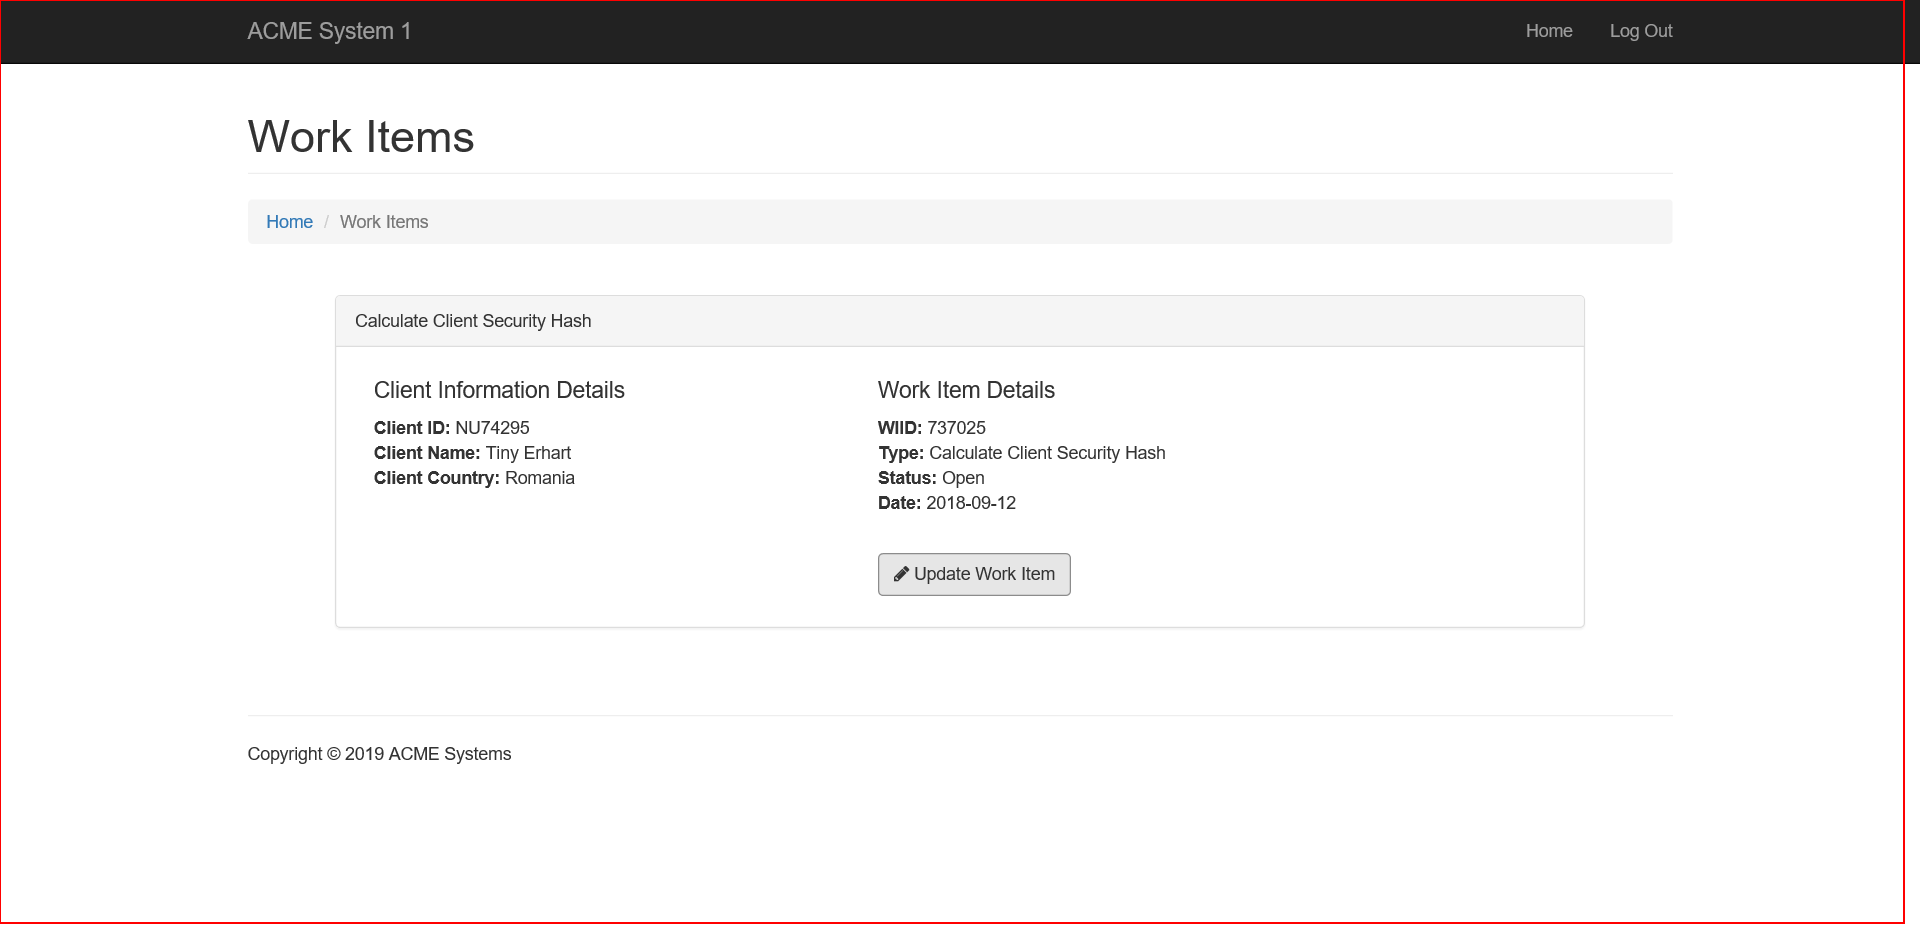 ACME System 1
Home
Log Out
Work Items
Home / Work Items
Calculate Client Security Hash
Client Information Details
Client ID: NU74295
Client Name: Tiny Erhart
Client Country: Romania
Work Item Details
WIID: 737025
Type: Calculate Client Security Hash
Status: Open
Date: 2018-09-12
Update Work Item
Copyright © 2019 ACME Systems